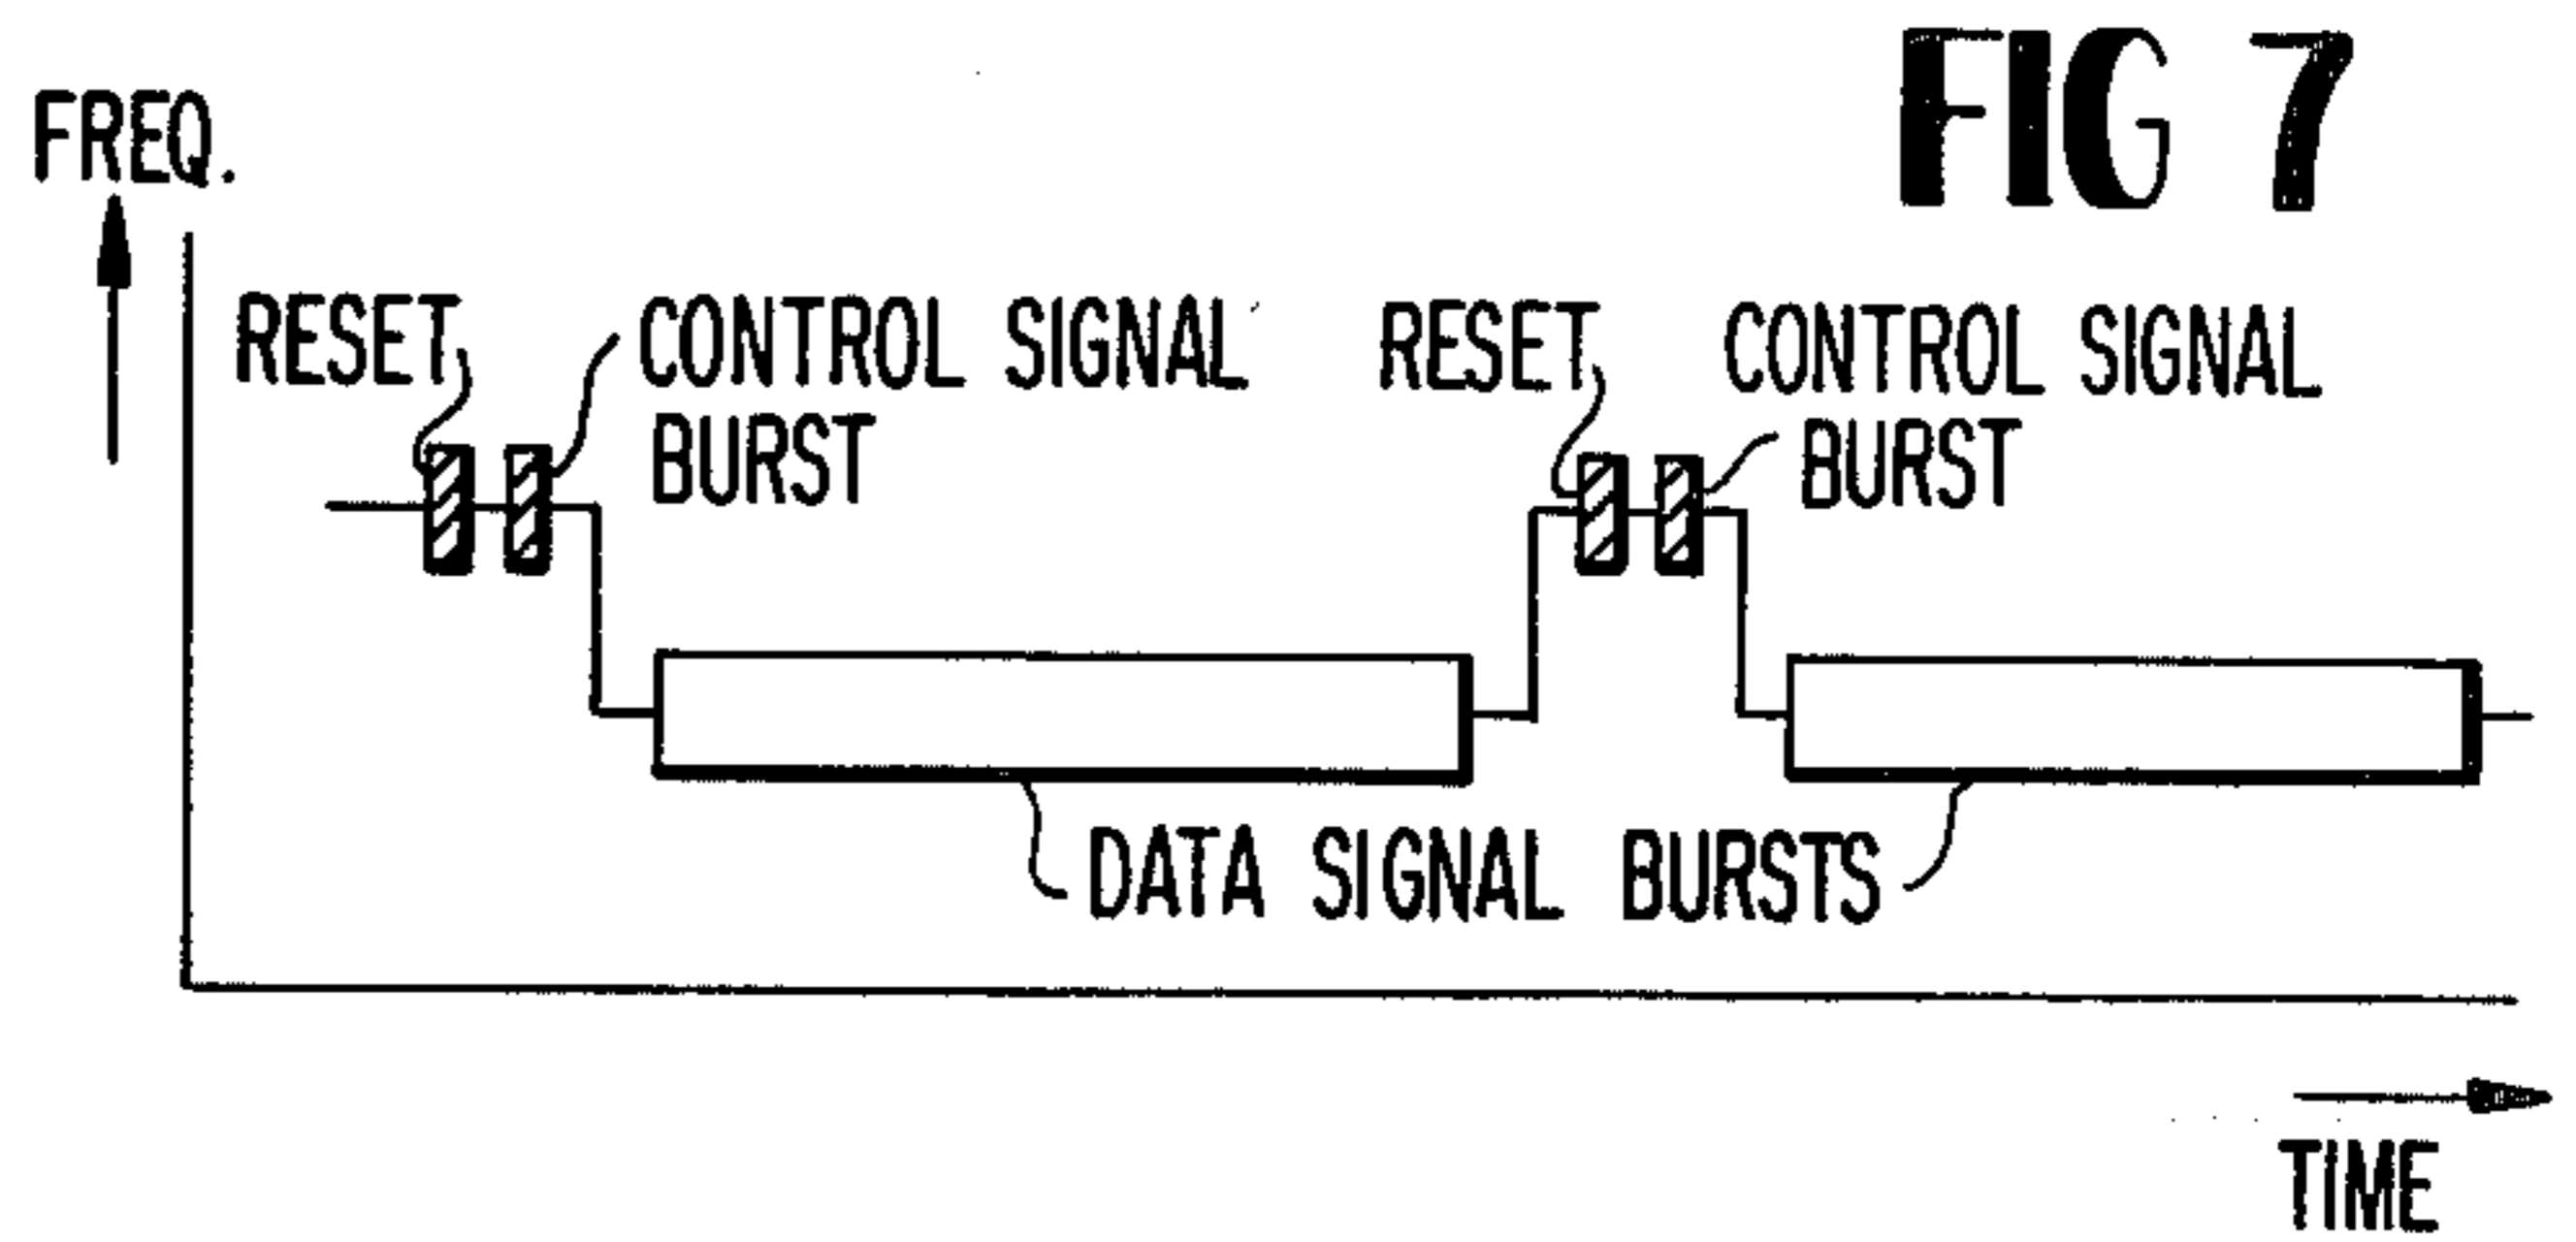 FIG 7
FREQ.
RESET
CONTROL SIGNAL
BURST
RESET
CONTROL SIGNAL
BURST
DATA SIGNAL BURSTS
TIME